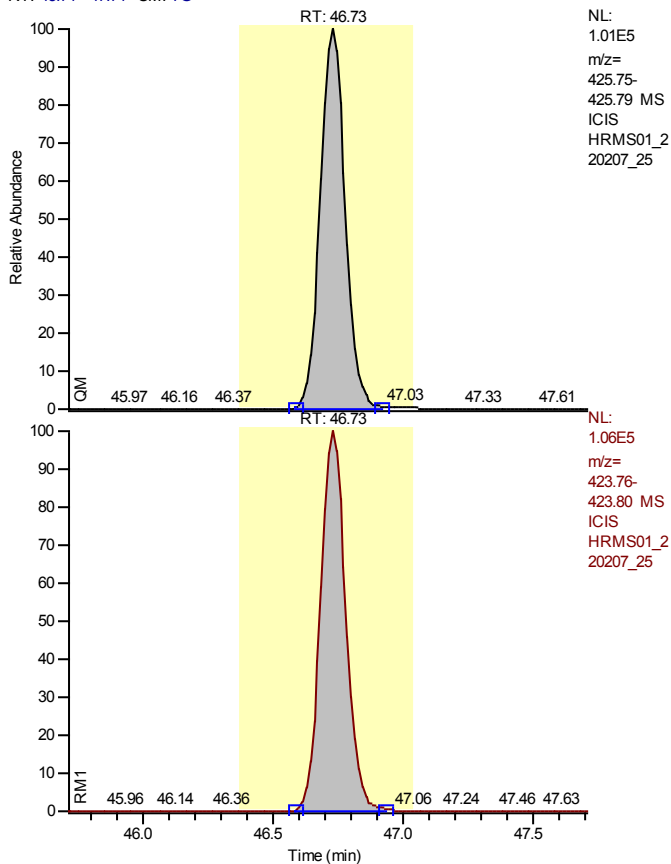 RT: 46.73
NL:
1.01E5
m/z=
425.75-
425.79 MS
ICIS
HRMS01_2
20207_25
100
90
80
70
60
50
40
30
20
10
0
Relative Abundance
QM
45.97 46.16 46.37 47.03 47.33 47.61
RT: 46.73
NL:
1.06E5
m/z=
423.76-
423.80 MS
ICIS
HRMS01_2
20207_25
100
90
80
70
60
50
40
30
20
10
0
RM1
45.96 46.14 46.36 47.06 47.24 47.46 47.63
46.0 46.5 47.0 47.5
Time (min)